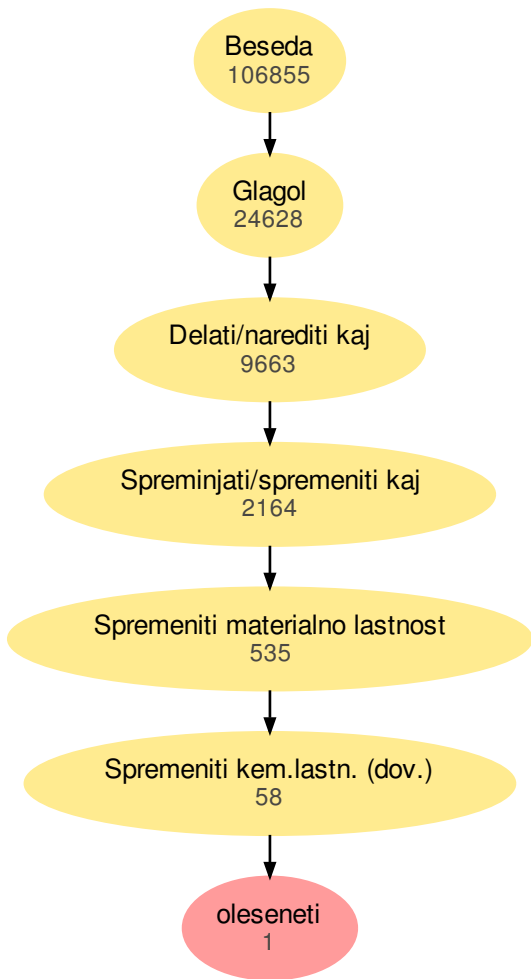 Beseda
106855
Glagol
24628
Delati/narediti kaj
9663
Spreminjati/spremeniti kaj
2164
Spremeniti materialno lastnost
535
Spremeniti kem.lastn. (dov.)
58
oleseneti
1